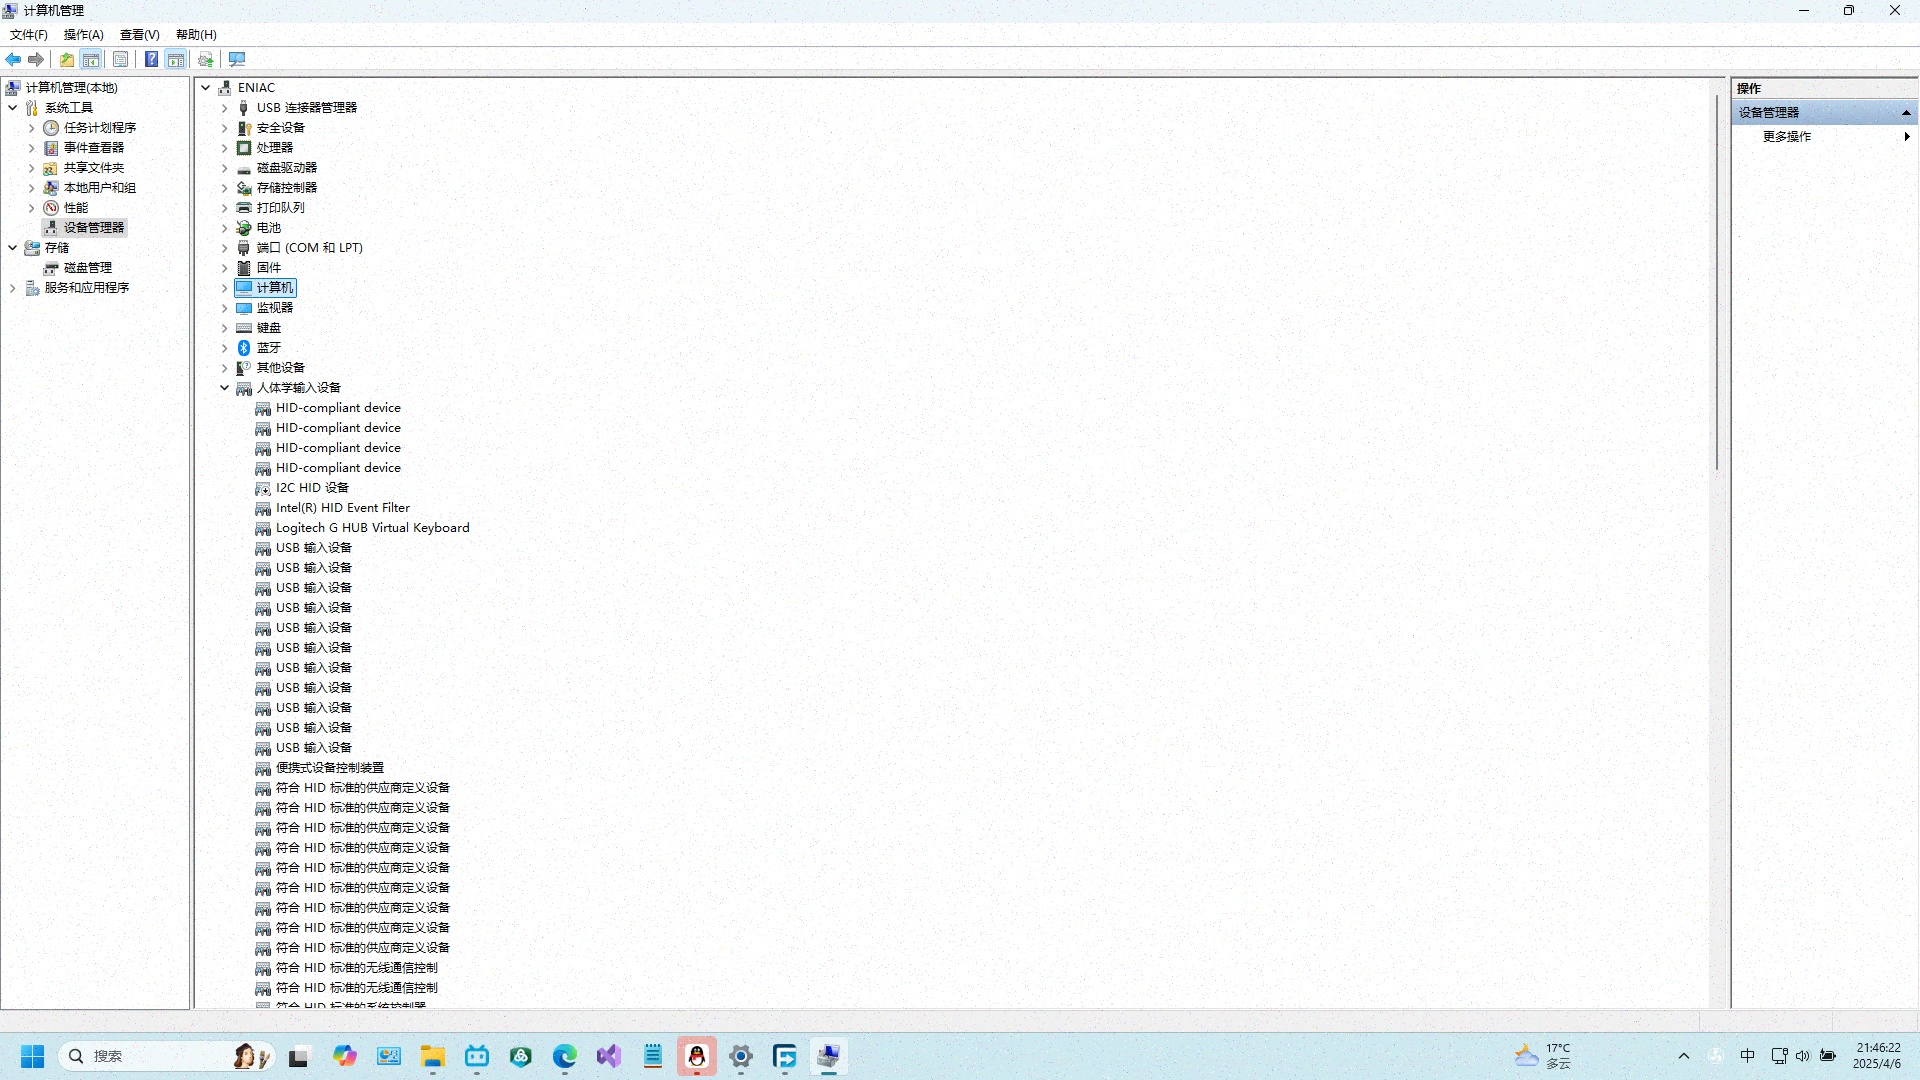 计算机管理
文件(F) 操作(A) 查看(V) 帮助(H)
计算机管理(本地)
系统工具
任务计划程序
事件查看器
共享文件夹
本地用户和组
性能
设备管理器
存储
磁盘管理
服务和应用程序
ENIAC
USB 连接器管理器
安全设备
处理器
磁盘驱动器
存储控制器
打印队列
电池
端口 (COM 和 LPT)
固件
计算机
监视器
键盘
蓝牙
其他设备
人体学输入设备
HID-compliant device
HID-compliant device
HID-compliant device
HID-compliant device
I2C HID 设备
Intel(R) HID Event Filter
Logitech G HUB Virtual Keyboard
USB 输入设备
USB 输入设备
USB 输入设备
USB 输入设备
USB 输入设备
USB 输入设备
USB 输入设备
USB 输入设备
USB 输入设备
USB 输入设备
USB 输入设备
便携式设备控制装置
符合 HID 标准的供应商定义设备
符合 HID 标准的供应商定义设备
符合 HID 标准的供应商定义设备
符合 HID 标准的供应商定义设备
符合 HID 标准的供应商定义设备
符合 HID 标准的供应商定义设备
符合 HID 标准的供应商定义设备
符合 HID 标准的供应商定义设备
符合 HID 标准的供应商定义设备
符合 HID 标准的无线通信控制
符合 HID 标准的无线通信控制
符合 HID 标准的系统控制器
操作
设备管理器
更多操作
搜索
17°C
多云
中
21:46:22
2025/4/6